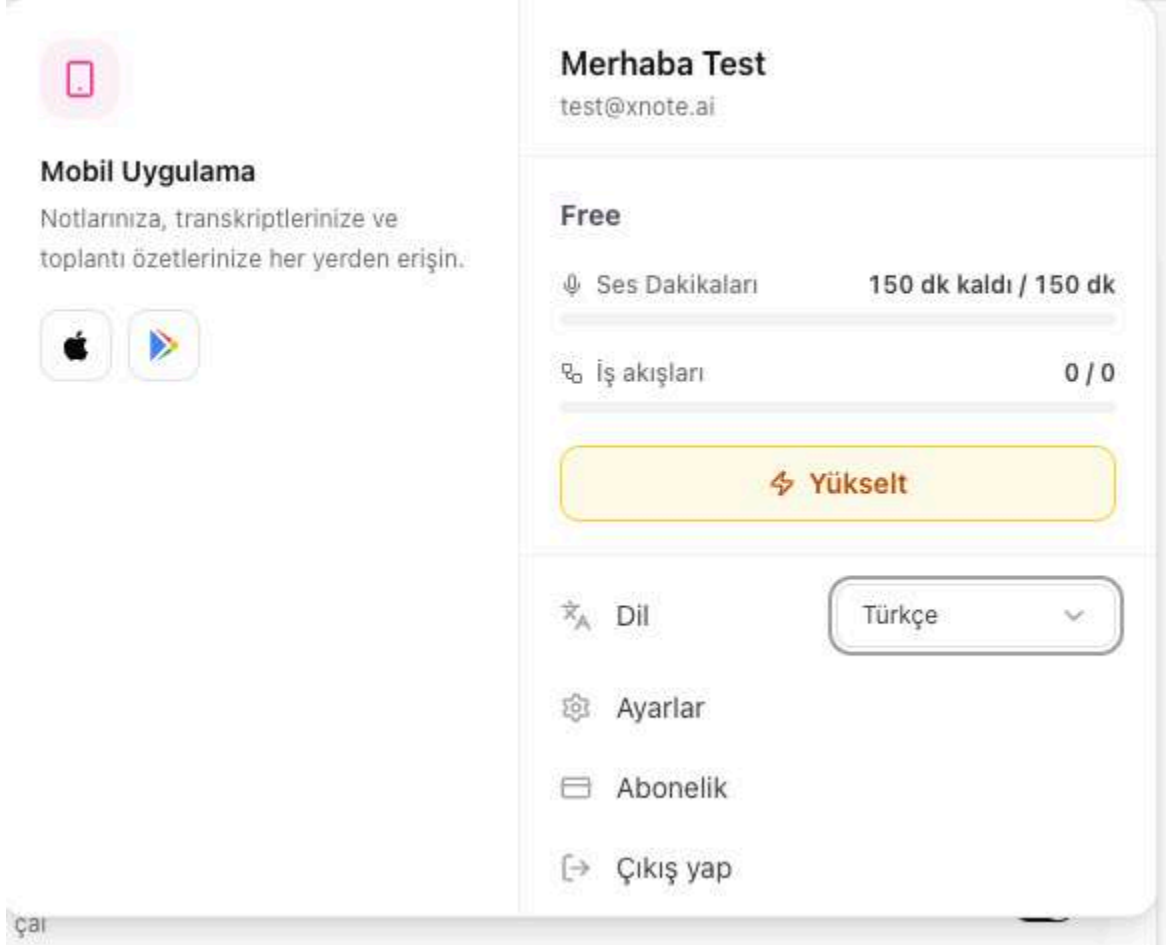 Mobil Uygulama
Notlarınıza, transkriptlerinize ve
toplantı özetlerinize her yerden erişin.
Merhaba Test
test@xnote.ai
Free
Ses Dakikaları 150 dk kaldı / 150 dk
İş akışları 0 / 0
Yükselt
Dil Türkçe
Ayarlar
Abonelik
Çıkış yap